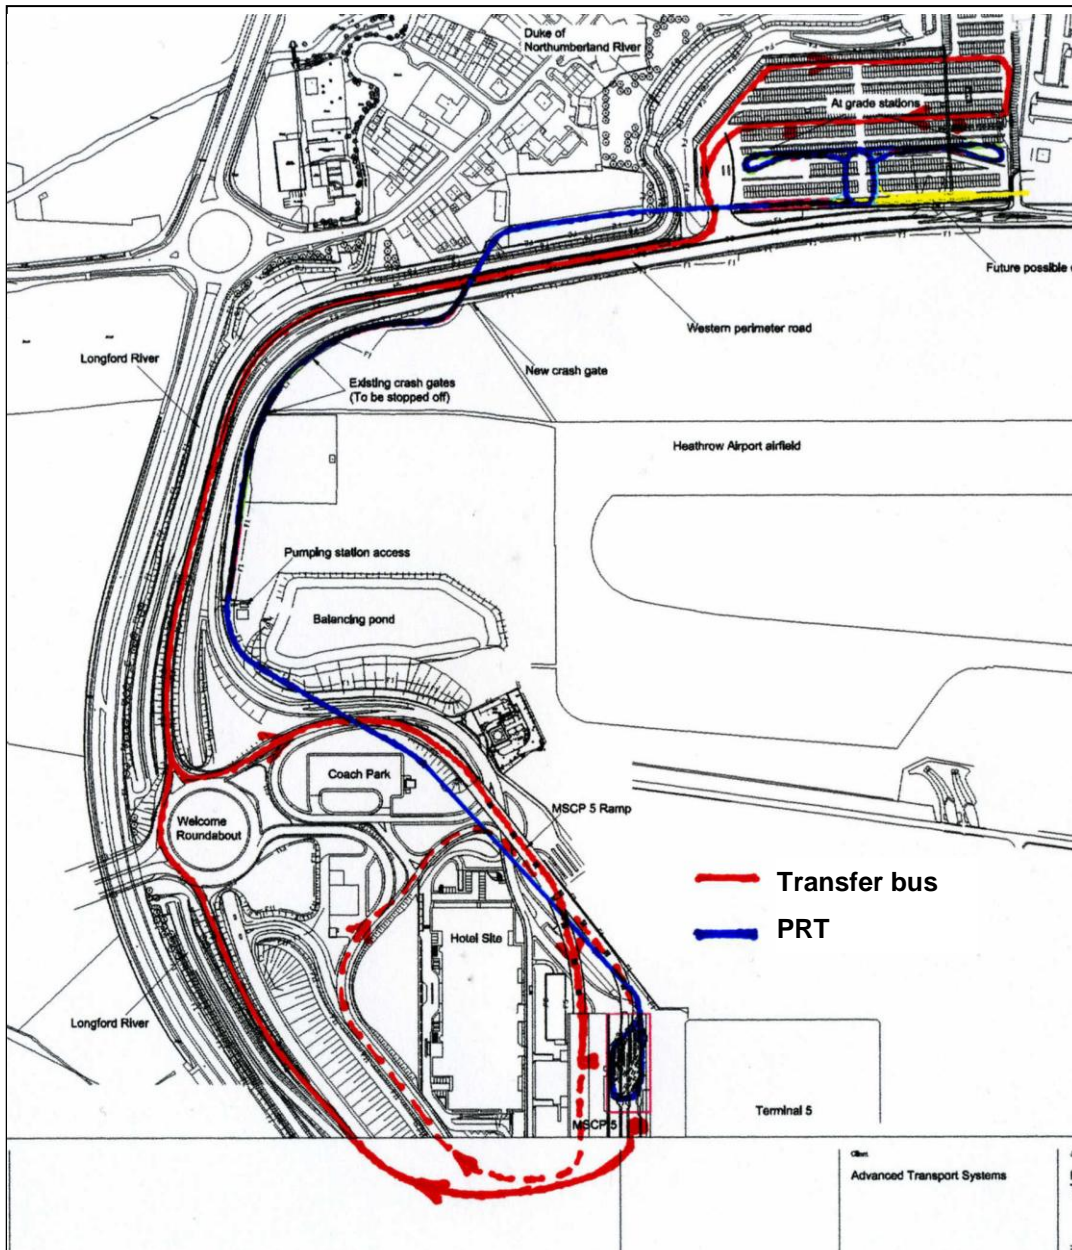 Duke of
Northumberland River
At grade stations
Future possible
Western perimeter road
Longford River
New crash gate
Existing crash gates
(To be stopped off)
Heathrow Airport airfield
Pumping station access
Balancing pond
Coach Park
MSCP 5 Ramp
Welcome
Roundabout
Transfer bus
PRT
Hotel Site
Longford River
MSCP 5
Terminal 5
Advanced Transport Systems